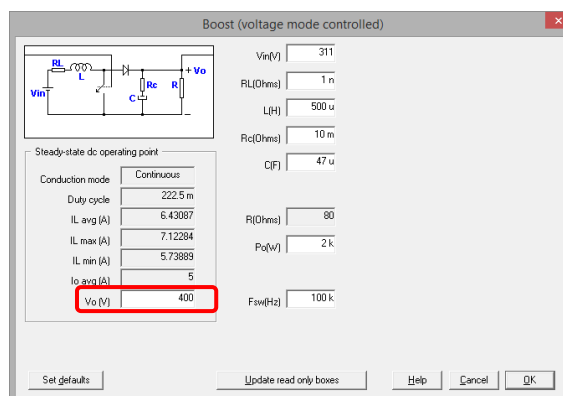 Boost (voltage mode controlled)
RL
L
Vin
Rc
C
R
+ Vo
Steady-state dc operating point
Conduction mode Continuous
Duty cycle 222.5 m
IL avg (A) 6.43087
IL max (A) 7.12284
IL min (A) 5.73889
Io avg (A) 5
Vo (V) 400
Vin(V) 311
RL(Ohms) 1 n
L(H) 500 u
Rc(Ohms) 10 m
C(F) 47 u
R(Ohms) 80
Po(W) 2 k
Fsw(Hz) 100 k
Set defaults
Update read only boxes
Help
Cancel
OK